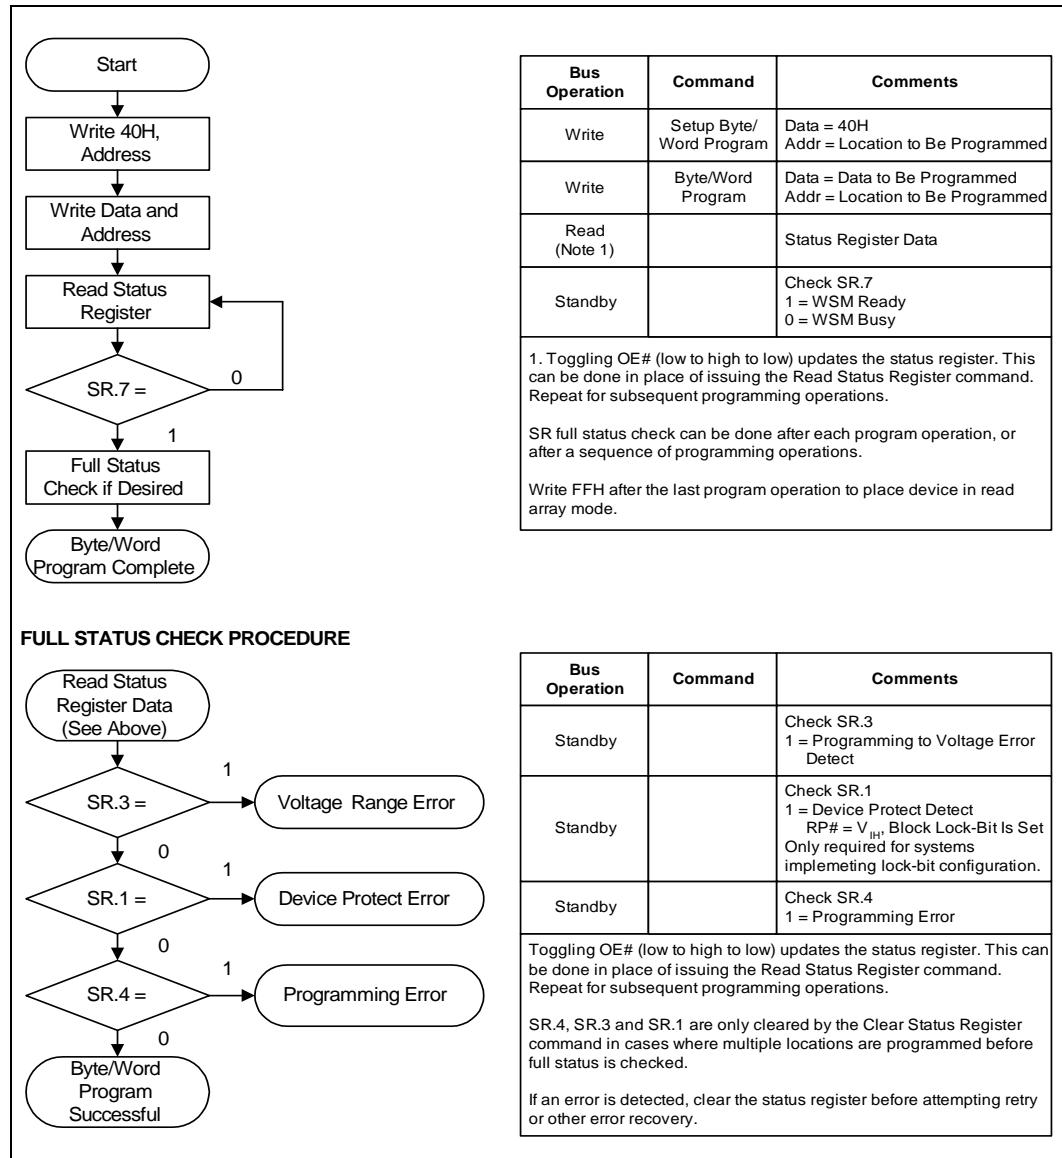 Start
Write 40H,
Address
Write Data and
Address
Read Status
Register
SR.7 =
0
1
Full Status
Check if Desired
Byte/Word
Program Complete
Bus
Operation
Command
Comments
Write
Setup Byte/
Word Program
Data = 40H
Addr = Location to Be Programmed
Write
Byte/Word
Program
Data = Data to Be Programmed
Addr = Location to Be Programmed
Read
(Note 1)
Status Register Data
Standby
Check SR.7
1 = WSM Ready
0 = WSM Busy
1. Toggling OE# (low to high to low) updates the status register. This
can be done in place of issuing the Read Status Register command.
Repeat for subsequent programming operations.
SR full status check can be done after each program operation, or
after a sequence of programming operations.
Write FFH after the last program operation to place device in read
array mode.
FULL STATUS CHECK PROCEDURE
Read Status
Register Data
(See Above)
SR.3 =
1
Voltage Range Error
0
SR.1 =
1
Device Protect Error
0
SR.4 =
1
Programming Error
0
Byte/Word
Program
Successful
Bus
Operation
Command
Comments
Standby
Check SR.3
1 = Programming to Voltage Error
Detect
Standby
Check SR.1
1 = Device Protect Detect
RP# = VIH, Block Lock-Bit Is Set
Only required for systems
implemeting lock-bit configuration.
Standby
Check SR.4
1 = Programming Error
Toggling OE# (low to high to low) updates the status register. This can
be done in place of issuing the Read Status Register command.
Repeat for subsequent programming operations.
SR.4, SR.3 and SR.1 are only cleared by the Clear Status Register
command in cases where multiple locations are programmed before
full status is checked.
If an error is detected, clear the status register before attempting retry
or other error recovery.